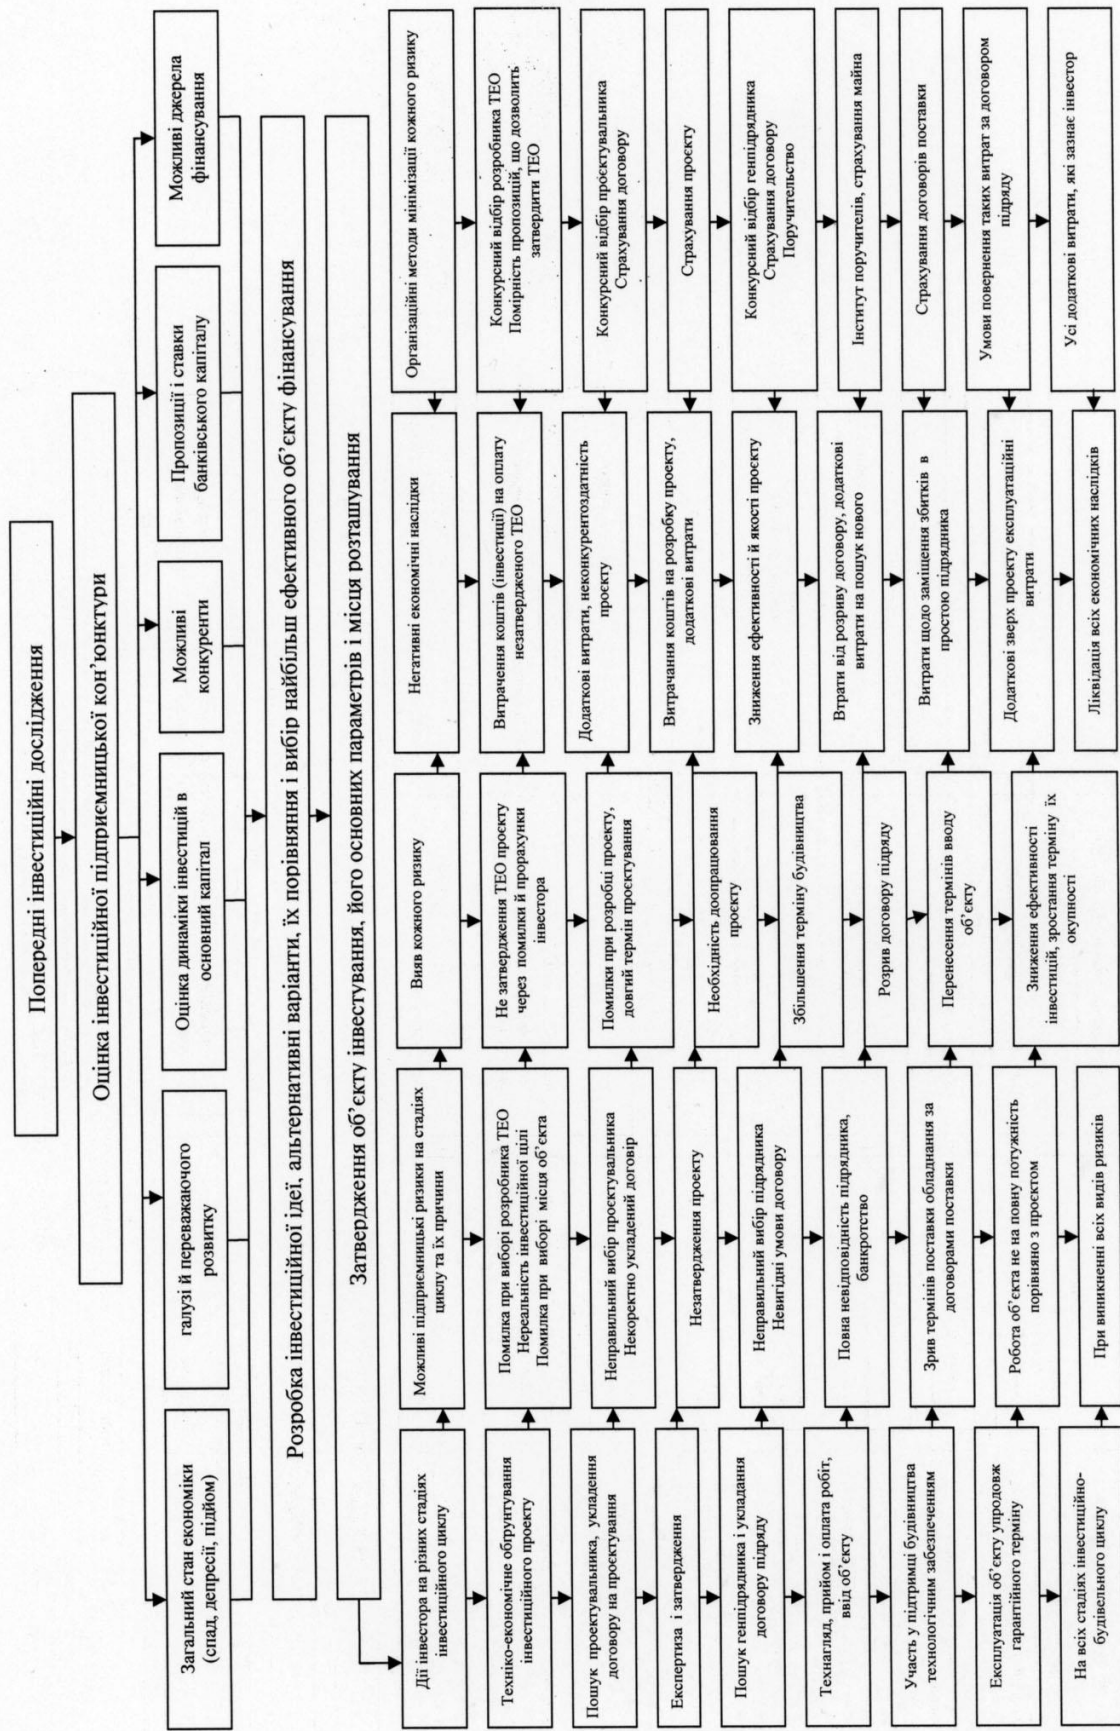 Попередні інвестиційні дослідження
Оцінка інвестиційної підприємницької кон’юнктури
Загальний стан економіки
(спад, депресії, підйом)
галузі й переважаючого
розвитку
Оцінка динаміки інвестицій в
основний капітал
Можливі
конкуренти
Пропозиції і ставки
банківського капіталу
Можливі джерела
фінансування
Розробка інвестиційної ідеї, альтернативні варіанти, їх порівняння і вибір найбільш ефективного об’єкту фінансування
Затвердження об’єкту інвестування, його основних параметрів і місця розташування
Дії інвестора на різних стадіях
інвестиційного циклу
Можливі підприємницькі ризики на стадіях
циклу та їх причини
Вияв кожного ризику
Негативні економічні наслідки
Організаційні методи мінімізації кожного ризику
Техніко-економічне обґрунтування
інвестиційного проекту
Помилка при виборі розробника ТЕО
Нереальність інвестиційної цілі
Помилка при виборі місця об’єкта
Не затвердження ТЕО проєкту
через помилки й прорахунки
інвестора
Витрачення коштів (інвестиції) на оплату
незатвердженого ТЕО
Конкурсний відбір розробника ТЕО
Помірність пропозицій, що дозволить
затвердити ТЕО
Пошук проектувальника, укладення
договору на проєктування
Неправильний вибір проєктувальника
Некоректно укладений договір
Помилки при розробці проекту,
довгий термін проєктування
Додаткові витрати, неконкурентоздатність
проєкту
Конкурсний відбір проєктувальника
Страхування договору
Експертиза і затвердження
Незатвердження проекту
Необхідність доопрацювання
проєкту
Витрачання коштів на розробку проекту,
додаткові витрати
Страхування проєкту
Пошук генпідрядника і укладання
договору підряду
Неправильний вибір підрядника
Невигідні умови договору
Збільшення терміну будівництва
Зниження ефективності й якості проєкту
Конкурсний відбір генпідрядника
Страхування договору
Поручительство
Технагляд, прийом і оплата робіт,
ввід об’єкту
Повна невідповідність підрядника,
банкротство
Розрив договору підряду
Втрати від розриву договору, додаткові
витрати на пошук нового
Інститут поручителів, страхування майна
Участь у підтримці будівництва
технологічним забезпеченням
Зрив термінів поставки обладнання за
договорами поставки
Перенесення термінів вводу
об’єкту
Витрати щодо заміщення збитків в
простою підрядника
Страхування договорів поставки
Експлуатація об’єкту упродовж
гарантійного терміну
Робота об’єкта не на повну потужність
порівняно з проєктом
Зниження ефективності
інвестицій, зростання терміну їх
окупності
Додаткові зверх проекту експлуатаційні
витрати
Умови повернення таких витрат за договором
підряду
На всіх стадіях інвестиційно-
будівельного циклу
При виникненні всіх видів ризиків
Ліквідація всіх економічних наслідків
Усі додаткові витрати, які зазнає інвестор